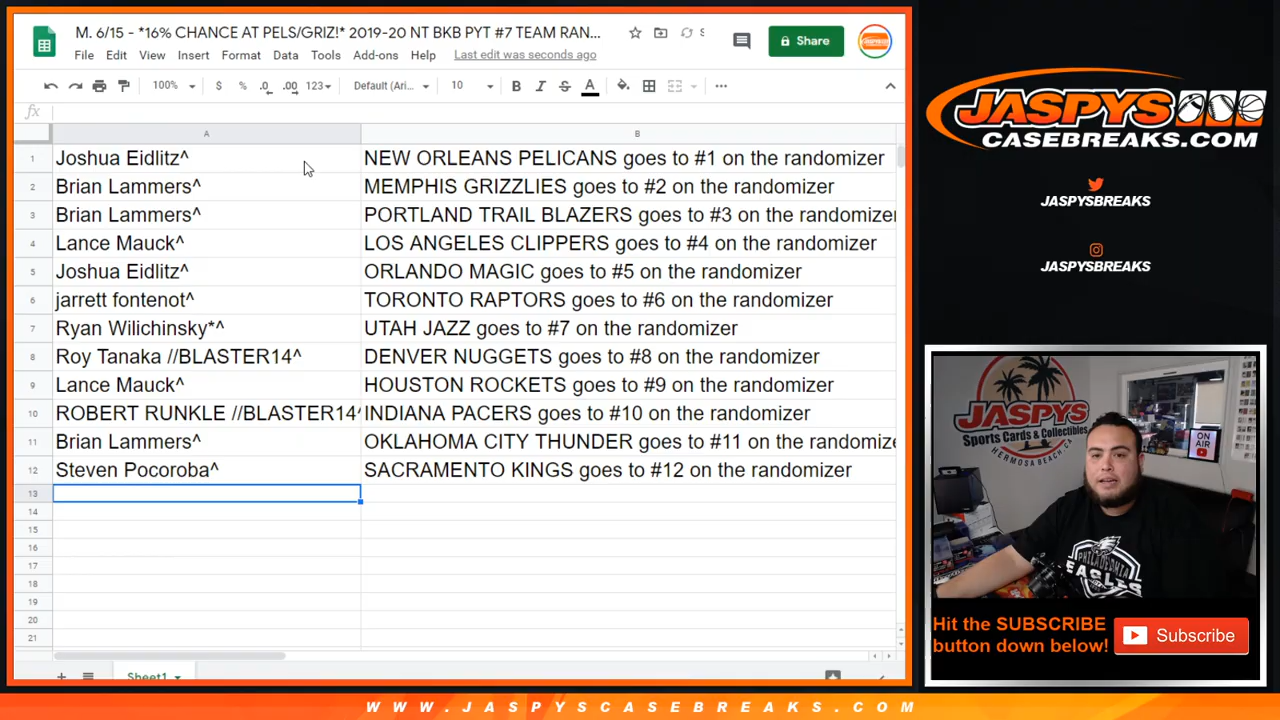 M. 6/15 - *16% CHANCE AT PELS/GRIZ!* 2019-20 NT BKB PYT #7 TEAM RAN...
File Edit View Insert Format Data Tools Add-ons Help Last edit was seconds ago
Share
100% $ % .0 .00 123 Default (Ari... 10 B I S A
fx
A B
1 Joshua Eidlitz^ NEW ORLEANS PELICANS goes to #1 on the randomizer
2 Brian Lammers^ MEMPHIS GRIZZLIES goes to #2 on the randomizer
3 Brian Lammers^ PORTLAND TRAIL BLAZERS goes to #3 on the randomizer
4 Lance Mauck^ LOS ANGELES CLIPPERS goes to #4 on the randomizer
5 Joshua Eidlitz^ ORLANDO MAGIC goes to #5 on the randomizer
6 jarrett fontenot^ TORONTO RAPTORS goes to #6 on the randomizer
7 Ryan Wilichinsky*^ UTAH JAZZ goes to #7 on the randomizer
8 Roy Tanaka //BLASTER14^ DENVER NUGGETS goes to #8 on the randomizer
9 Lance Mauck^ HOUSTON ROCKETS goes to #9 on the randomizer
10 ROBERT RUNKLE //BLASTER14^ INDIANA PACERS goes to #10 on the randomizer
11 Brian Lammers^ OKLAHOMA CITY THUNDER goes to #11 on the randomize
12 Steven Pocoroba^ SACRAMENTO KINGS goes to #12 on the randomizer
13
14
15
16
17
18
19
20
21
Sheet1
JASPYS
CASEBREAKS.COM
JASPYSBREAKS
JASPYSBREAKS
JASPYS
Sports Cards & Collectibles
HERMOSA BEACH, CA
ON AIR
PHILADELPHIA
EAGLES
Hit the SUBSCRIBE
button down below!
Subscribe
WWW.JASPYSCASEBREAKS.COM